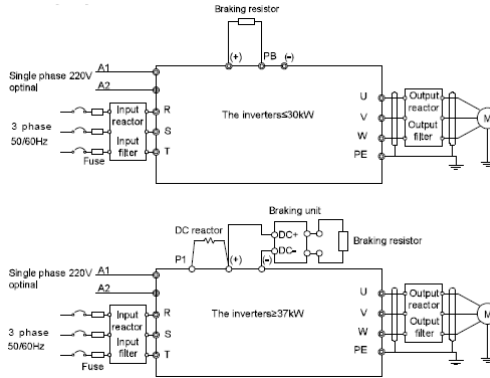 Braking resistor
(+) PB (-)
Single phase 220V A1
optinal A2
3 phase
50/60Hz
Fuse
Input
reactor
Input
filter
R
S
T
The inverters≤30kW
U
V
W
PE
Output
reactor
Output
filter
M
Braking unit
DC reactor
DC+
DC-
Braking resistor
P1 (+) (-)
Single phase 220V A1
optinal A2
3 phase
50/60Hz
Fuse
Input
reactor
Input
filter
R
S
T
The inverters≥37kW
U
V
W
PE
Output
reactor
Output
filter
M